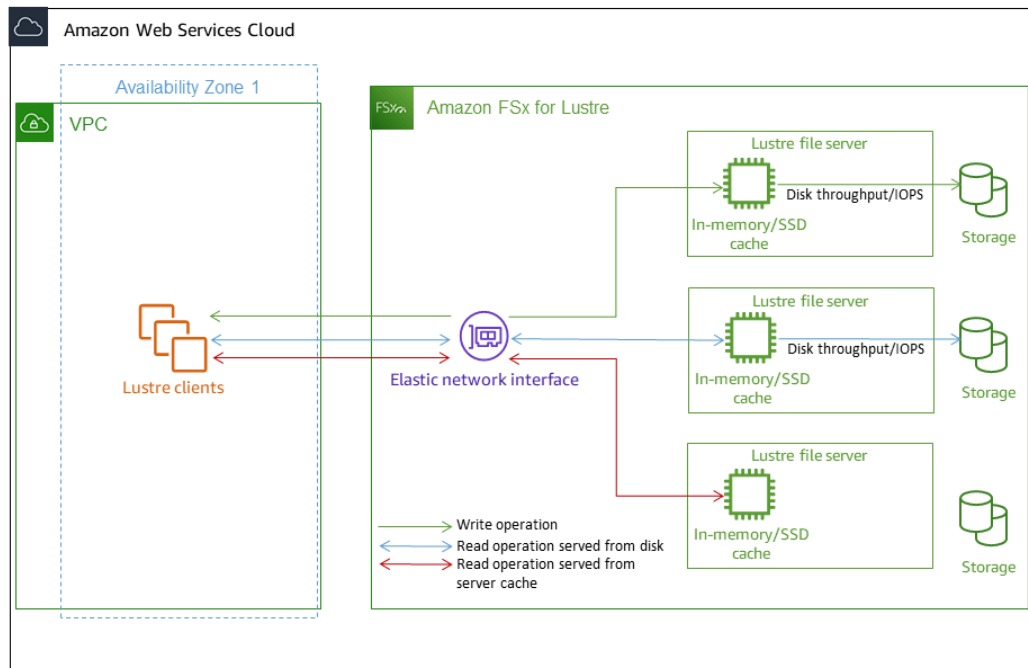 Amazon Web Services Cloud
Availability Zone 1
VPC
FSx
Amazon FSx for Lustre
Lustre file server
Disk throughput/IOPS
In-memory/SSD
cache
Storage
Lustre file server
Disk throughput/IOPS
In-memory/SSD
cache
Storage
Lustre clients
Elastic network interface
Lustre file server
In-memory/SSD
cache
Storage
Write operation
Read operation served from disk
Read operation served from
server cache